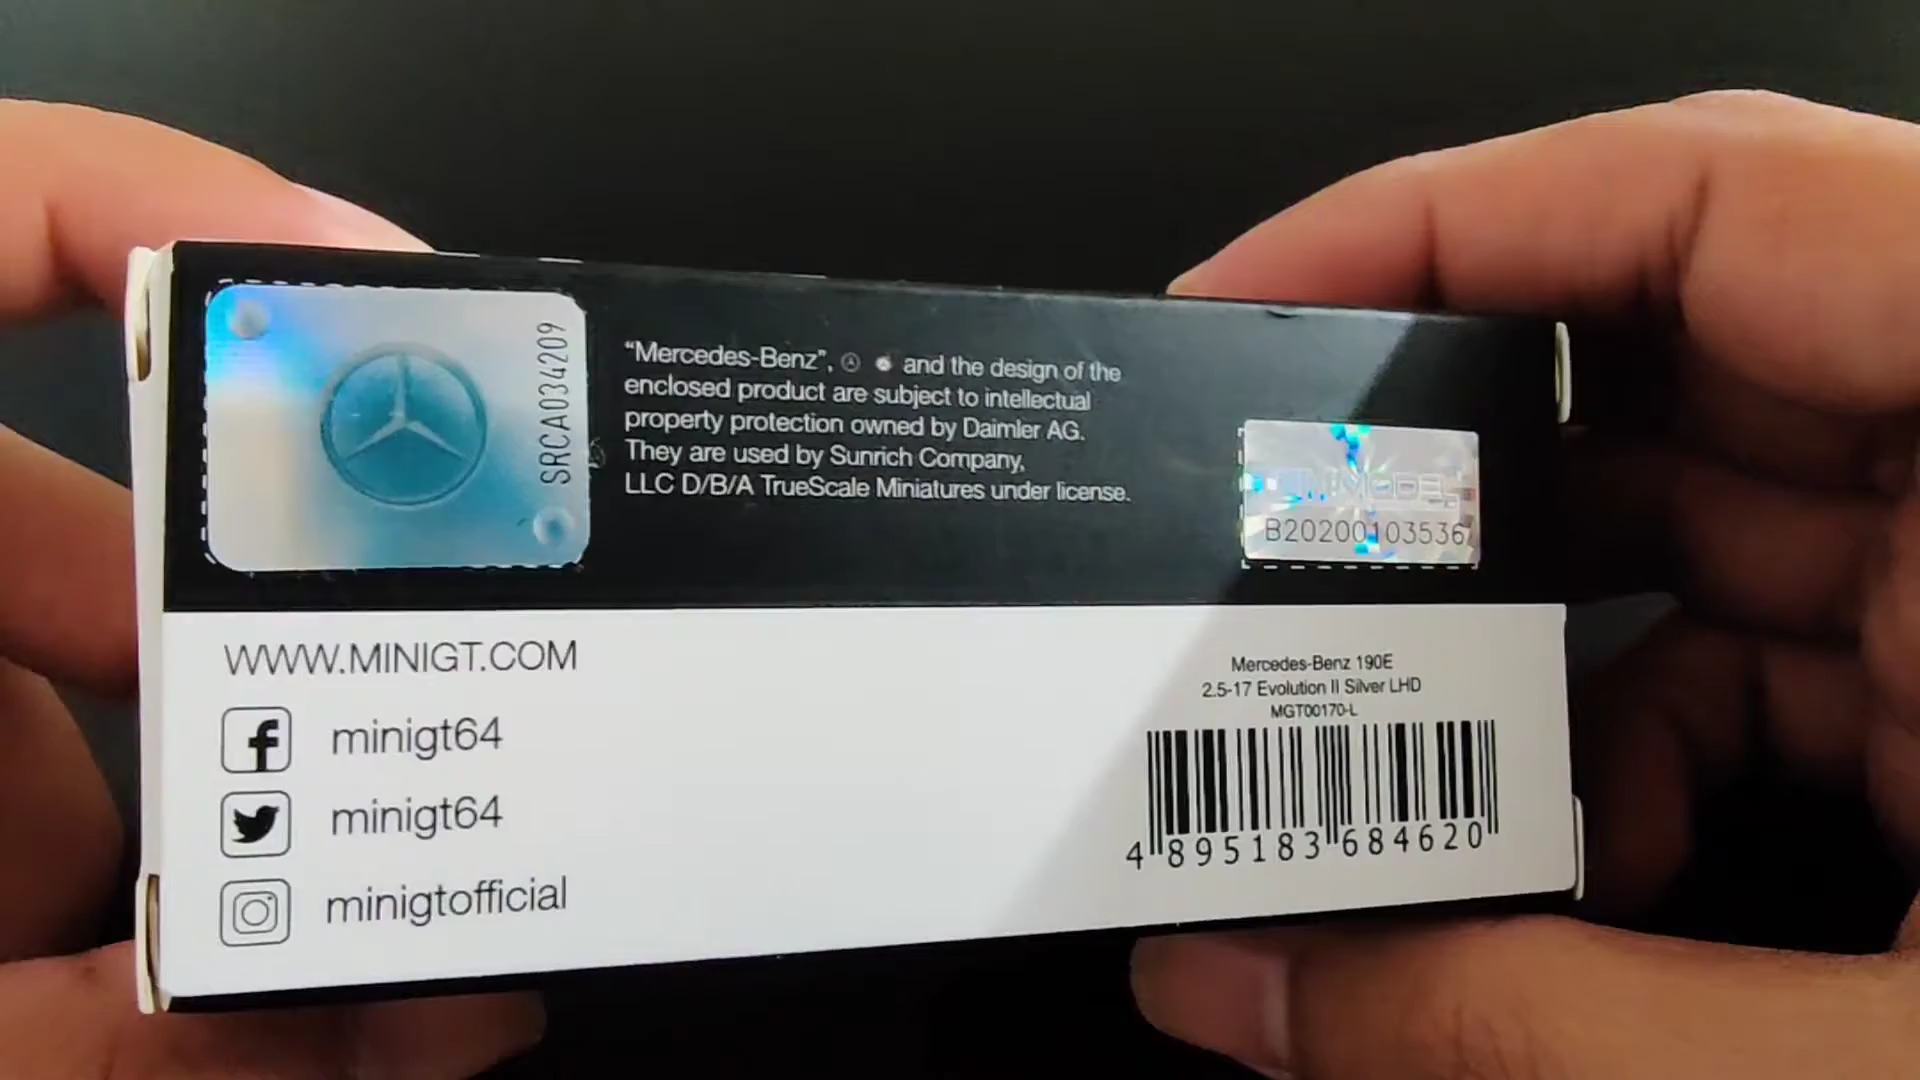 SRCA034209
“Mercedes-Benz”, and the design of the
enclosed product are subject to intellectual
property protection owned by Daimler AG.
They are used by Sunrich Company,
LLC D/B/A TrueScale Miniatures under license.
B20200103536
WWW.MINIGT.COM
minigt64
minigt64
minigtofficial
Mercedes-Benz 190E
2.5-17 Evolution II Silver LHD
MGT00170-L
4 895183 684620